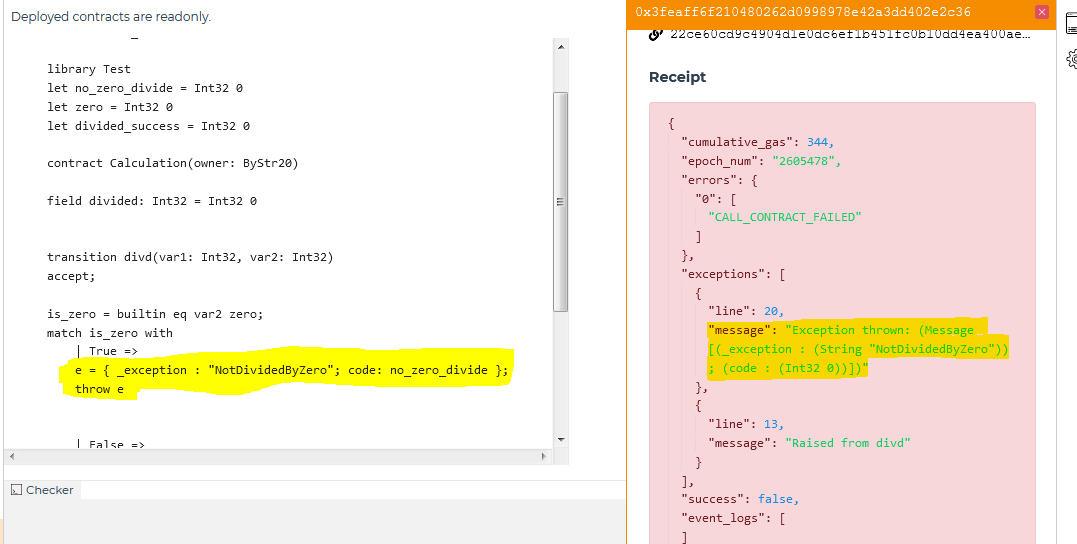 Deployed contracts are readonly.
library Test
let no_zero_divide = Int32 0
let zero = Int32 0
let divided_success = Int32 0
contract Calculation(owner: ByStr20)
field divided: Int32 = Int32 0
transition divd(var1: Int32, var2: Int32)
accept;
is_zero = builtin eq var2 zero;
match is_zero with
| True =>
e = { _exception : "NotDividedByZero"; code: no_zero_divide };
throw e
| False =>
Checker
0x3feaff6f210480262d0998978e42a3dd402e2c36
22ce60cd9c4904d1e0dc6ef1b451fc0b10dd4ea400ae…
Receipt
{
"cumulative_gas": 344,
"epoch_num": "2605478",
"errors": {
"0": [
"CALL_CONTRACT_FAILED"
]
},
"exceptions": [
{
"line": 20,
"message": "Exception thrown: (Message
[(_exception : (String "NotDividedByZero"))
; (code : (Int32 0))])"
},
{
"line": 13,
"message": "Raised from divd"
}
],
"success": false,
"event_logs": [
]